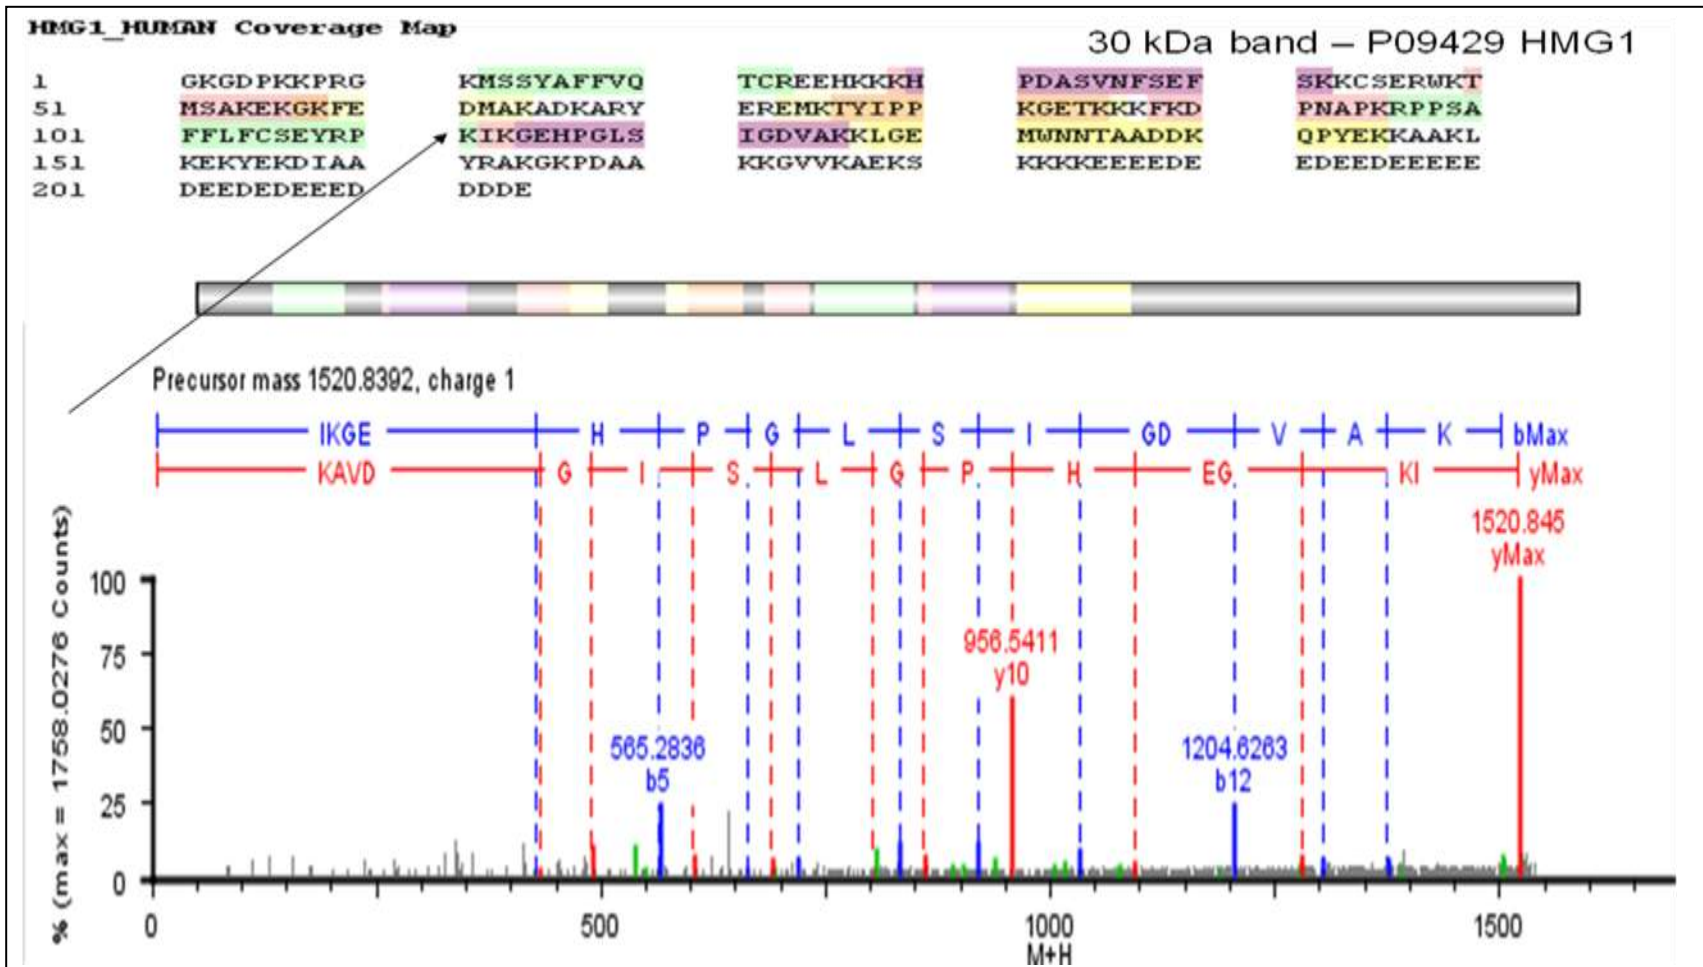 HMG1_HUMAN Coverage Map
30 kDa band – P09429 HMG1
1 GKGDPKKPRG KMSSYAFFVQ TCREEHKKKH PDASVNFSEF SKKCSERWKT
51 MSAKEKGKFE DMAKADKARY EREMKTYIPP KGETKKKFKD PNAPKRPPSA
101 FFLFCSEYRP KIKGEHPGLS IGDVAKKLGE MWNNTAADDK QPYEKKAAKL
151 KEKYEKDIAA YRAKGKPDAA KKGVVKAEKS KKKKEEEEDE EDEEDEEEEE
201 DEEDEDEEED DDDE
Precursor mass 1520.8392, charge 1
IKGE H P G L S I GD V A K bMax
KAVD G I S L G P H EG KI yMax
1520.845
yMax
956.5411
y10
565.2836
b5
1204.6263
b12
% (max = 1758.0276 Counts)
100
75
50
25
0
0 500 1000 1500
M+H